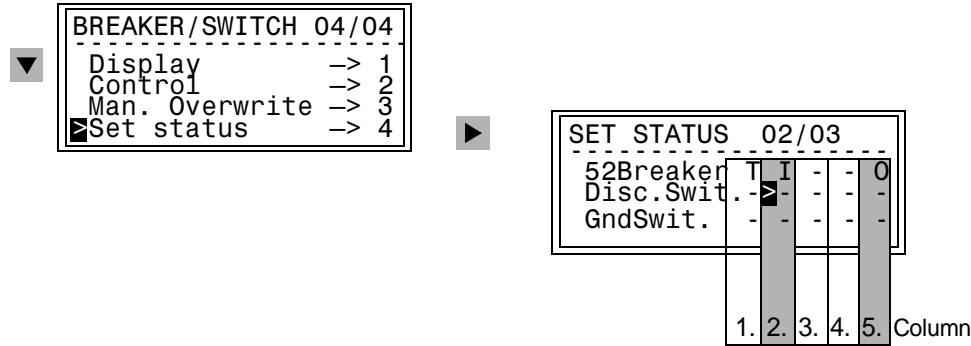 BREAKER/SWITCH 04/04
---------------------
Display —> 1
Control —> 2
Man. Overwrite —> 3
>Set status —> 4
SET STATUS 02/03
--------------------
52Breaker T I - - O
Disc.Swit. - >- - - -
GndSwit. - - - - -
1. 2. 3. 4. 5. Column